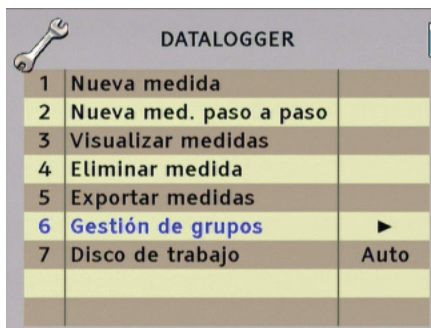 DATALOGGER
1 Nueva medida
2 Nueva med. paso a paso
3 Visualizar medidas
4 Eliminar medida
5 Exportar medidas
6 Gestión de grupos ►
7 Disco de trabajo Auto